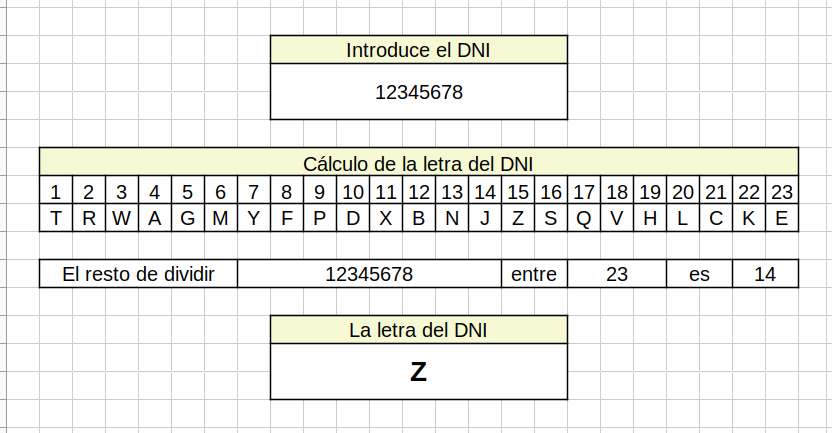 Introduce el DNI
12345678
Cálculo de la letra del DNI
1 2 3 4 5 6 7 8 9 10 11 12 13 14 15 16 17 18 19 20 21 22 23
T R W A G M Y F P D X B N J Z S Q V H L C K E
El resto de dividir 12345678 entre 23 es 14
La letra del DNI
Z